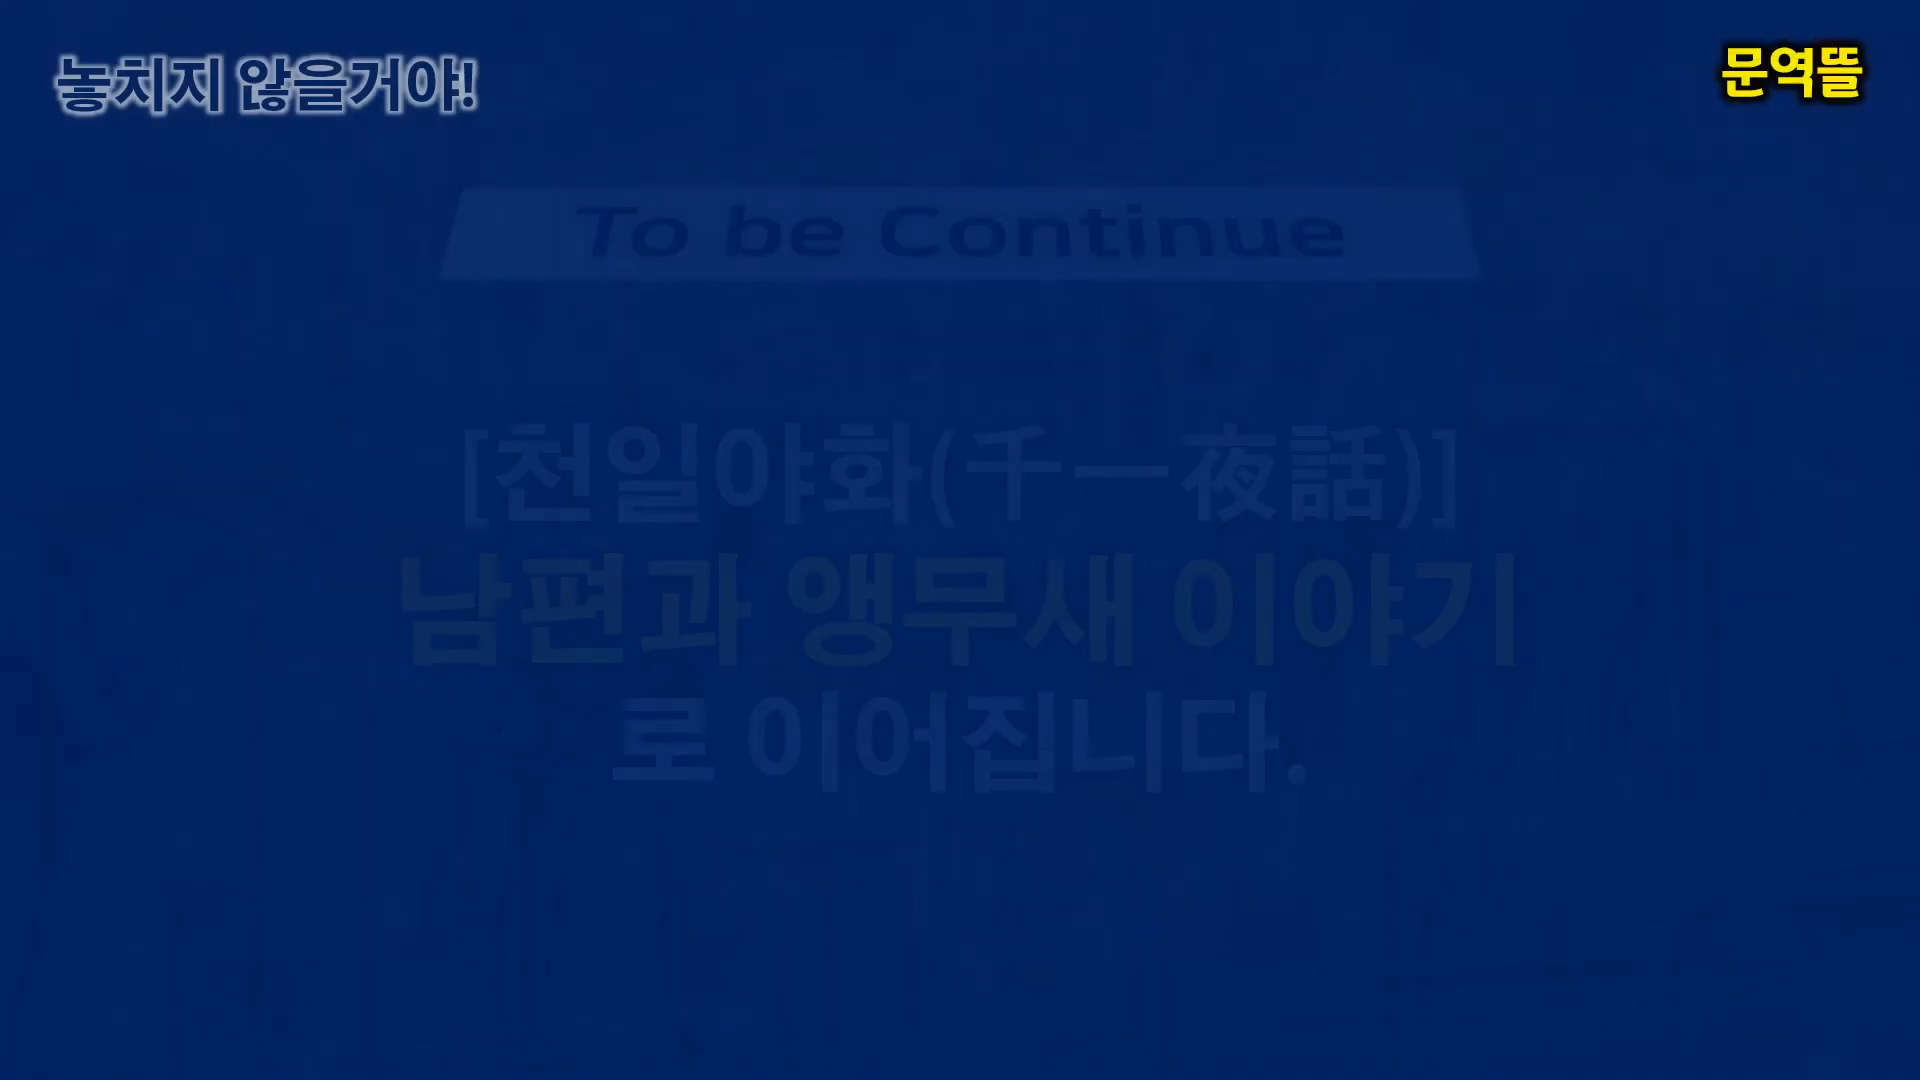 놓치지 않을거야!
문역뜰
To be Continue
[천일야화(千一夜話)]
남편과 앵무새 이야기
로 이어집니다.